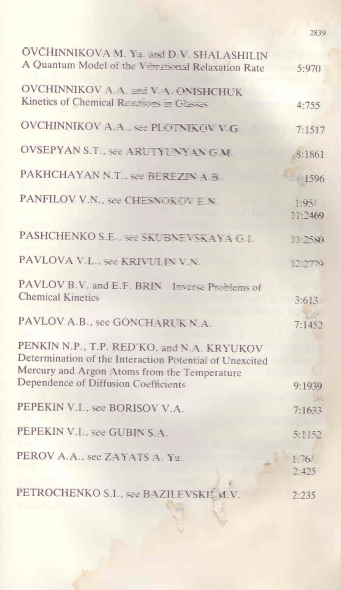 2839
OVCHINNIKOVA M. Ya. and D.V. SHALASHILIN
A Quantum Model of the Vibrational Relaxation Rate 5:970
OVCHINNIKOV A.A. and V.A. ONISHCHUK
Kinetics of Chemical Reactions in Glasses 4:755
OVCHINNIKOV A.A., see PLOTNIKOV V.G. 7:1517
OVSEPYAN S.T., see ARUTYUNYAN G.M. 8:1861
PAKHCHAYAN N.T., see BEREZIN A.B. 1596
PANFILOV V.N., see CHESNOKOV E.N. 1:95/
11:2469
PASHCHENKO S.E., see SKUBNEVSKAYA G.I. 11:2580
PAVLOVA V.L., see KRIVULIN V.N. 12:2779
PAVLOV B.V. and E.F. BRIN Inverse Problems of
Chemical Kinetics 3:613
PAVLOV A.B., see GONCHARUK N.A. 7:1452
PENKIN N.P., T.P. RED'KO, and N.A. KRYUKOV
Determination of the Interaction Potential of Unexcited
Mercury and Argon Atoms from the Temperature
Dependence of Diffusion Coefficients 9:1939
PEPEKIN V.I., see BORISOV V.A. 7:1633
PEPEKIN V.I., see GUBIN S.A. 5:1152
PEROV A.A., see ZAYATS A. Yu. 1:76/
2:425
PETROCHENKO S.I., see BAZILEVSKII M.V. 2:235